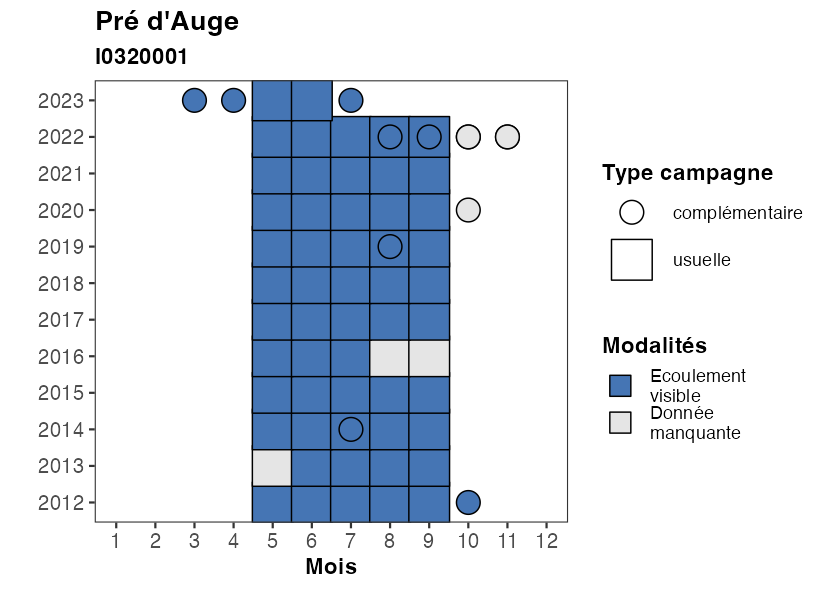 Pré d'Auge
I0320001
2023
2022
2021
2020
2019
2018
2017
2016
2015
2014
2013
2012
1 2 3 4 5 6 7 8 9 10 11 12
Mois
Type campagne
complémentaire
usuelle
Modalités
Ecoulement
visible
Donnée
manquante